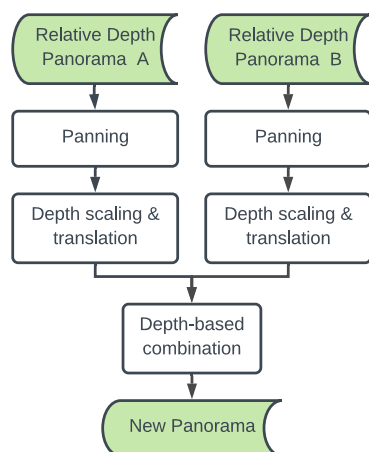 Relative Depth
Panorama A
Relative Depth
Panorama B
Panning
Panning
Depth scaling &
translation
Depth scaling &
translation
Depth-based
combination
New Panorama